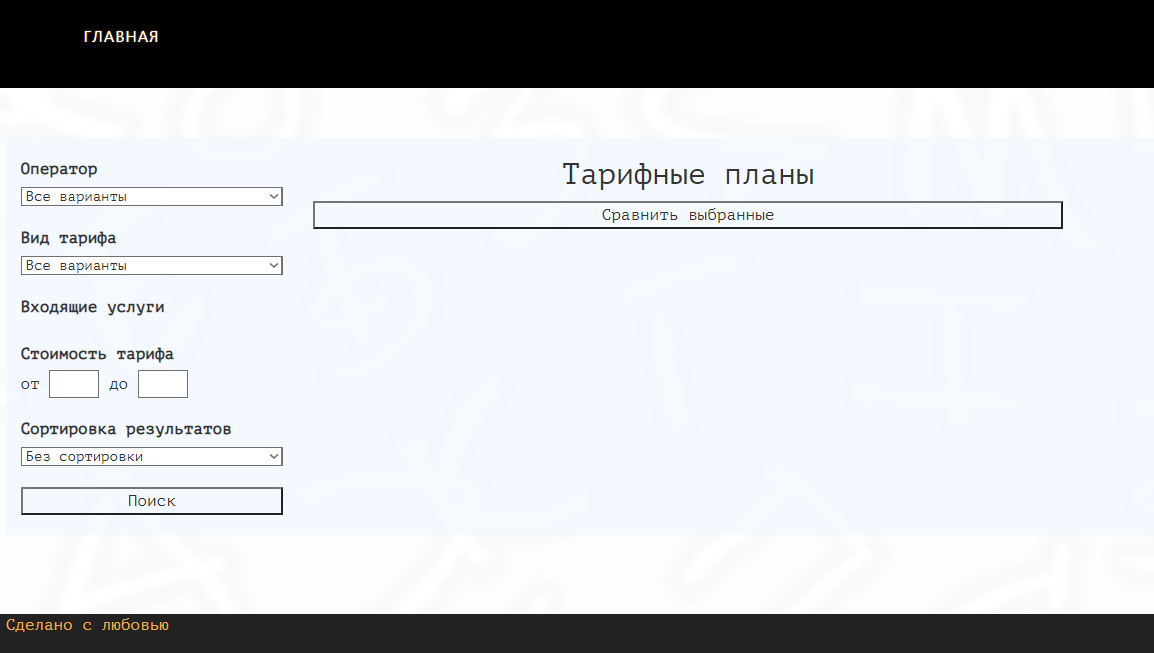 ГЛАВНАЯ
Оператор
Все варианты
Вид тарифа
Все варианты
Входящие услуги
Стоимость тарифа
от до
Сортировка результатов
Без сортировки
Поиск
Тарифные планы
Сравнить выбранные
Сделано с любовью